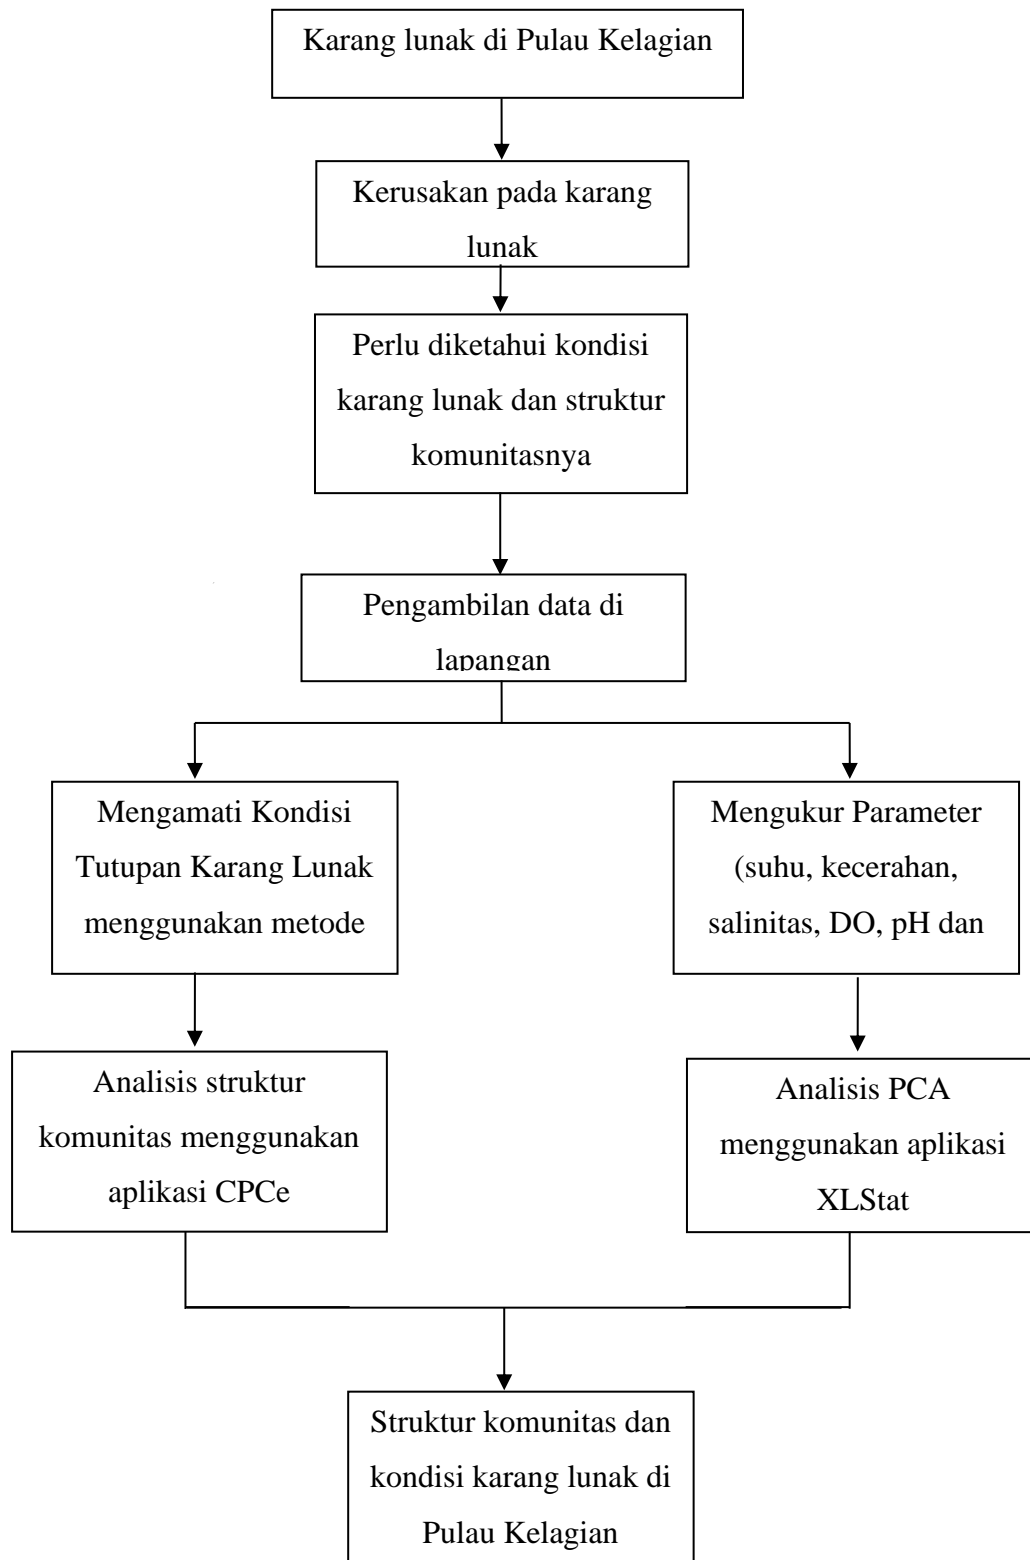 Karang lunak di Pulau Kelagian
Kerusakan pada karang
lunak
Perlu diketahui kondisi
karang lunak dan struktur
komunitasnya
Pengambilan data di
lapangan
Mengamati Kondisi
Tutupan Karang Lunak
menggunakan metode
Mengukur Parameter
(suhu, kecerahan,
salinitas, DO, pH dan
Analisis struktur
komunitas menggunakan
aplikasi CPCe
Analisis PCA
menggunakan aplikasi
XLStat
Struktur komunitas dan
kondisi karang lunak di
Pulau Kelagian